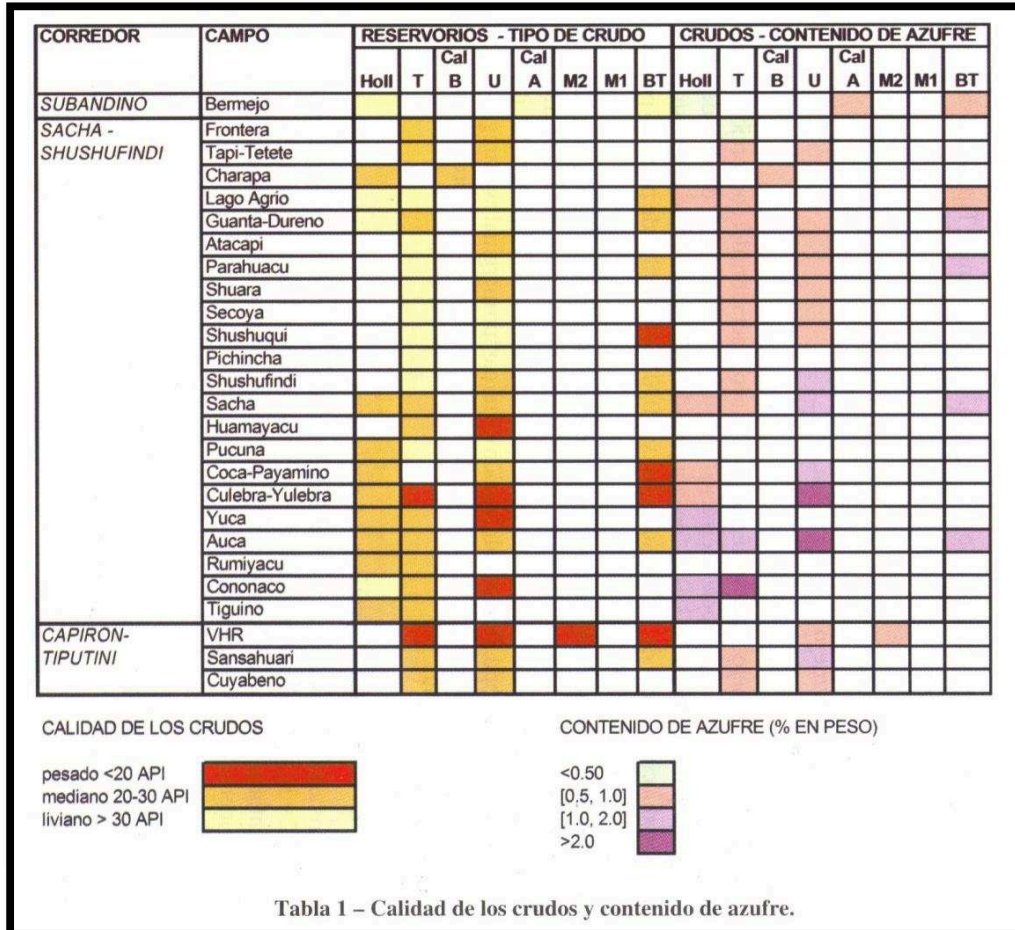 CORREDOR CAMPO RESERVORIOS - TIPO DE CRUDO CRUDOS - CONTENIDO DE AZUFRE
Holl T Cal B U Cal A M2 M1 BT Holl T Cal B U Cal A M2 M1 BT
SUBANDINO Bermejo
SACHA - Frontera
SHUSHUFINDI Tapi-Tetete
Charapa
Lago Agrio
Guanta-Dureno
Atacapi
Parahuacu
Shuara
Secoya
Shushuqui
Pichincha
Shushufindi
Sacha
Huamayacu
Pucuna
Coca-Payamino
Culebra-Yulebra
Yuca
Auca
Rumiyacu
Cononaco
Tiguino
CAPIRON- VHR
TIPUTINI Sansahuari
Cuyabeno
CALIDAD DE LOS CRUDOS
pesado <20 API
mediano 20-30 API
liviano > 30 API
CONTENIDO DE AZUFRE (% EN PESO)
<0.50
[0.5, 1.0]
[1.0, 2.0]
>2.0
Tabla 1 – Calidad de los crudos y contenido de azufre.